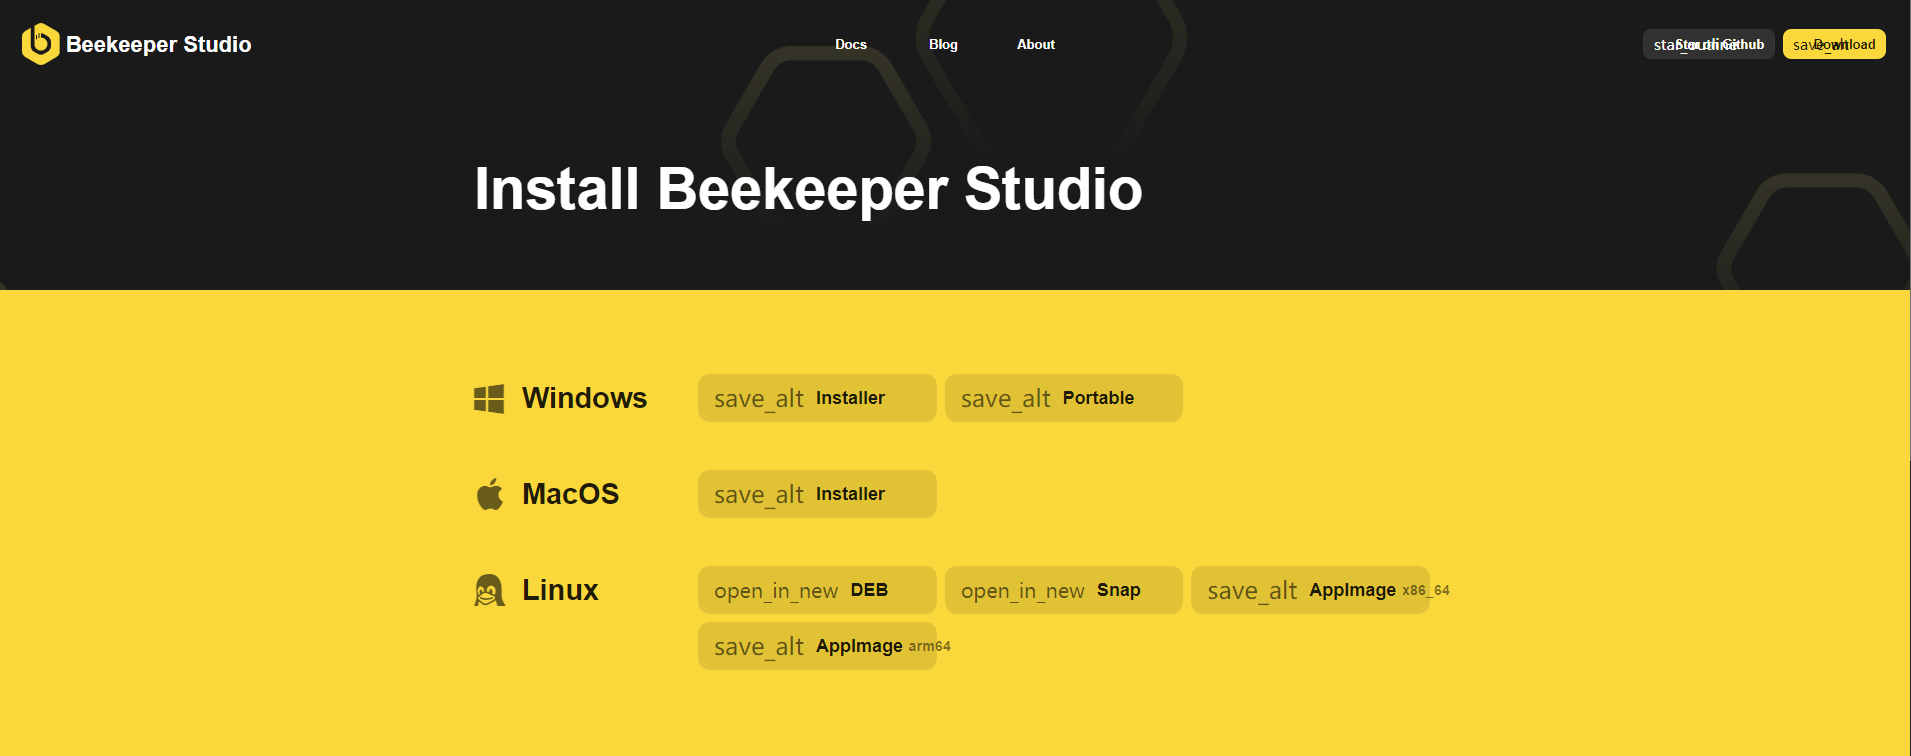 Beekeeper Studio
Docs
Blog
About
star_outline Star on Github
save_alt Download
Install Beekeeper Studio
Windows
save_alt Installer
save_alt Portable
MacOS
save_alt Installer
Linux
open_in_new DEB
open_in_new Snap
save_alt AppImage x86_64
save_alt AppImage arm64